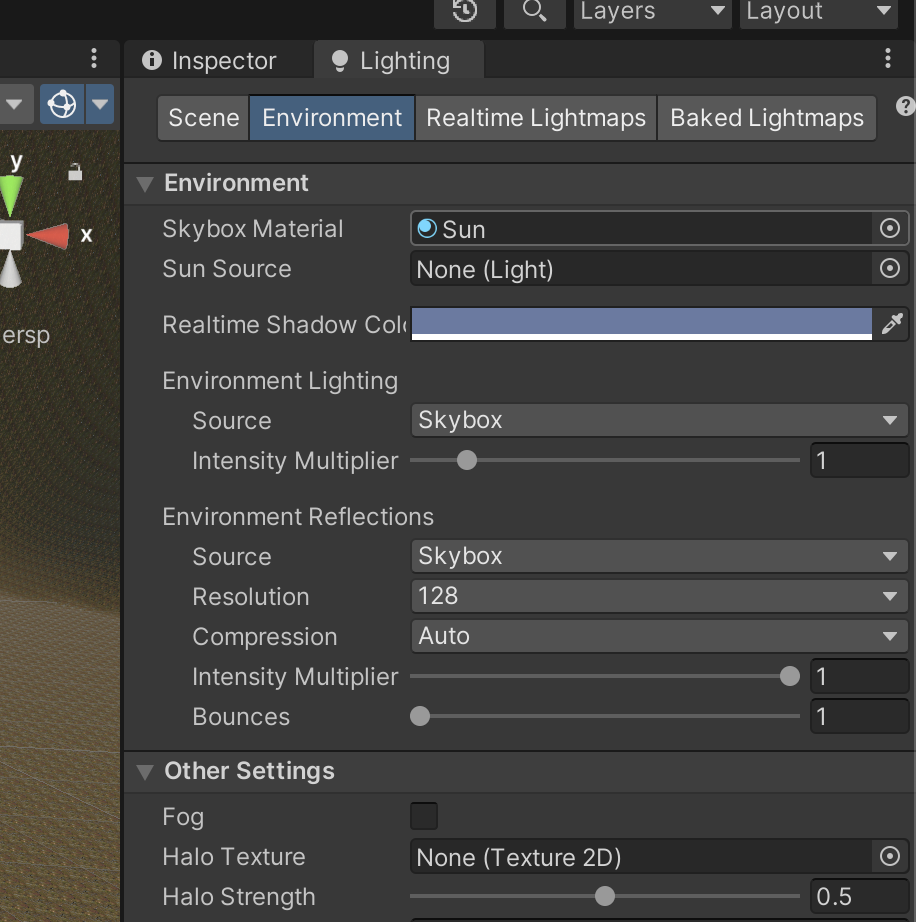 Layers
Layout
Inspector
Lighting
Scene
Environment
Realtime Lightmaps
Baked Lightmaps
?
y
x
ersp
Environment
Skybox Material
Sun
Sun Source
None (Light)
Realtime Shadow Colo
Environment Lighting
Source
Skybox
Intensity Multiplier
1
Environment Reflections
Source
Skybox
Resolution
128
Compression
Auto
Intensity Multiplier
1
Bounces
1
Other Settings
Fog
Halo Texture
None (Texture 2D)
Halo Strength
0.5